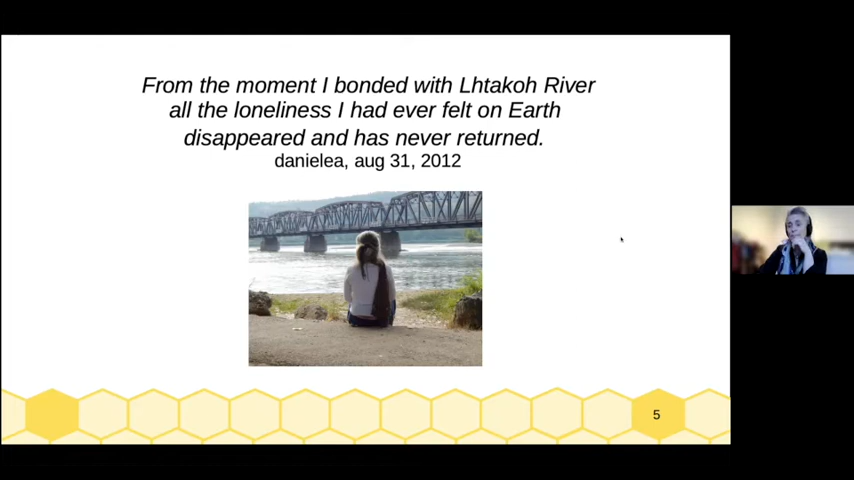 From the moment I bonded with Lhtakoh River
all the loneliness I had ever felt on Earth
disappeared and has never returned.
danielea, aug 31, 2012
5